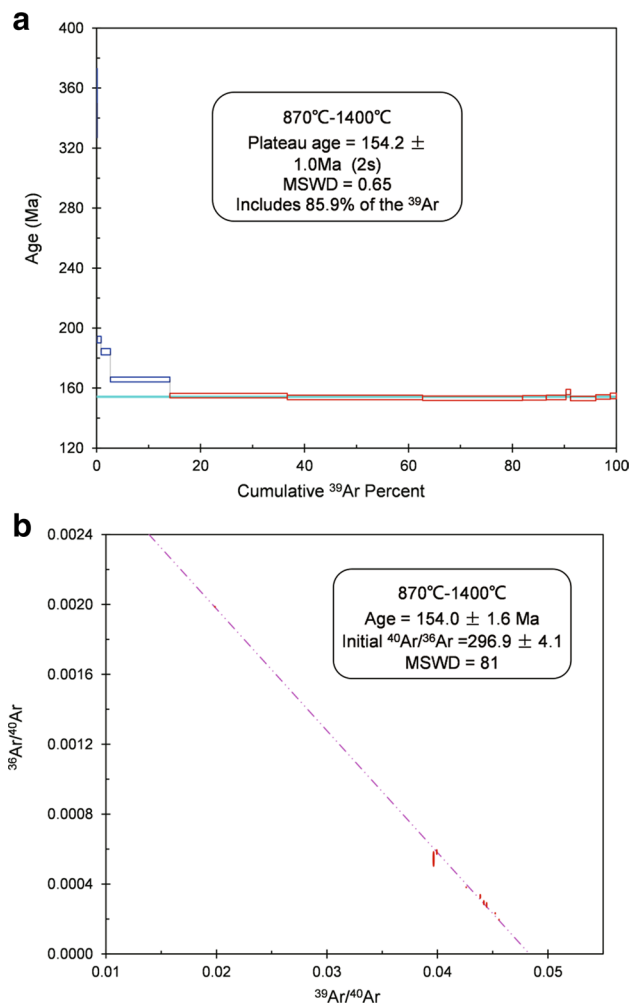 a
400
360
320
280
240
200
160
120
Age (Ma)
870℃-1400℃
Plateau age = 154.2 ±
1.0Ma (2s)
MSWD = 0.65
Includes 85.9% of the ³⁹Ar
0 20 40 60 80 100
Cumulative ³⁹Ar Percent
b
0.0024
0.0020
0.0016
0.0012
0.0008
0.0004
0.0000
³⁶Ar/⁴⁰Ar
870℃-1400℃
Age = 154.0 ± 1.6 Ma
Initial ⁴⁰Ar/³⁶Ar =296.9 ± 4.1
MSWD = 81
0.01 0.02 0.03 0.04 0.05
³⁹Ar/⁴⁰Ar